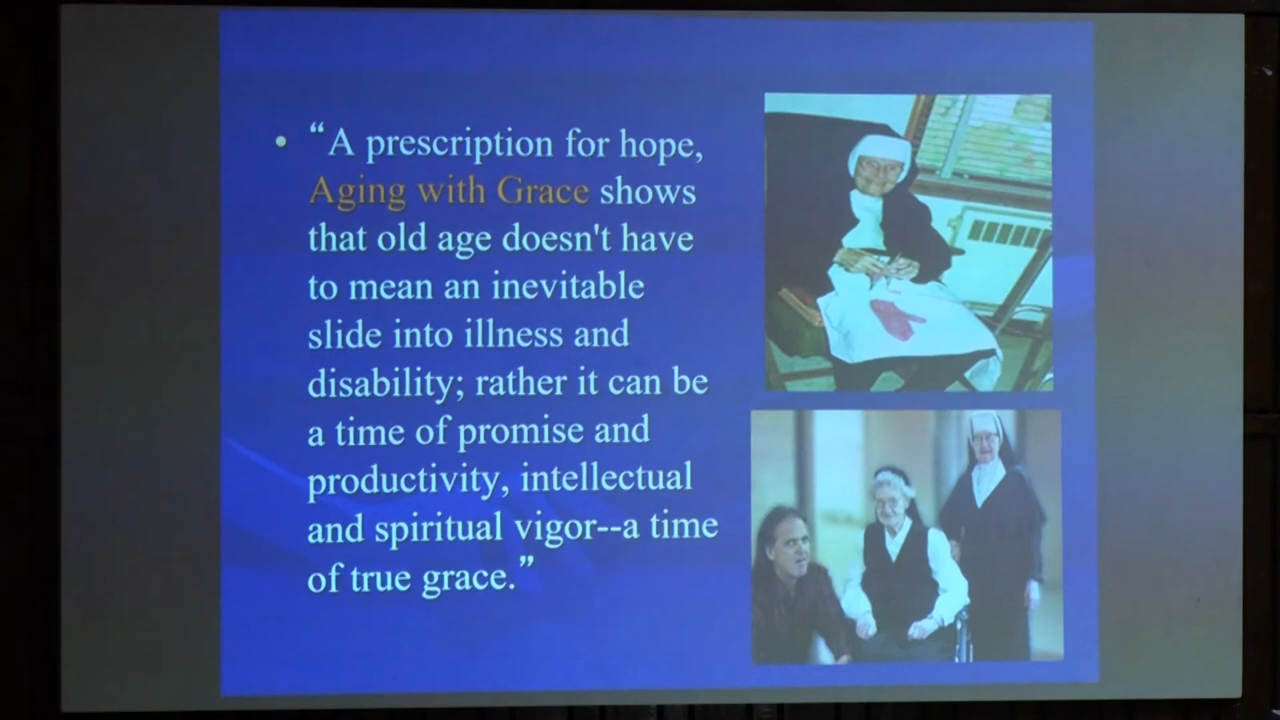 • “A prescription for hope,
Aging with Grace shows
that old age doesn't have
to mean an inevitable
slide into illness and
disability; rather it can be
a time of promise and
productivity, intellectual
and spiritual vigor--a time
of true grace.”